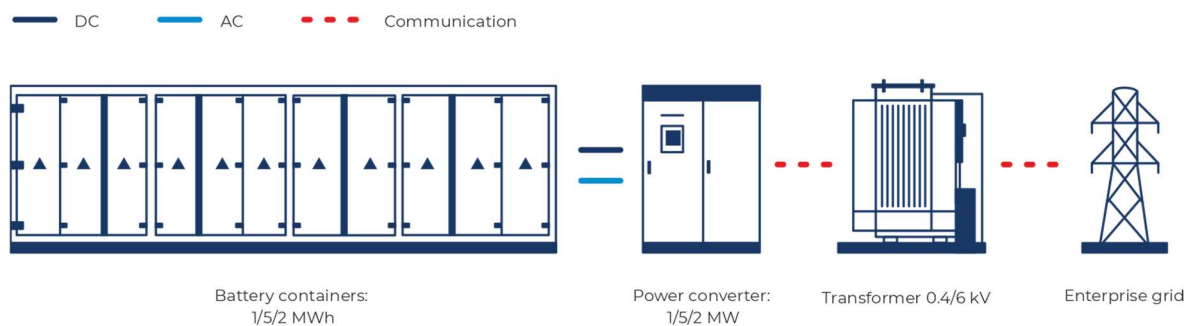 DC AC Communication
Battery containers:
1/5/2 MWh
Power converter:
1/5/2 MW
Transformer 0.4/6 kV
Enterprise grid